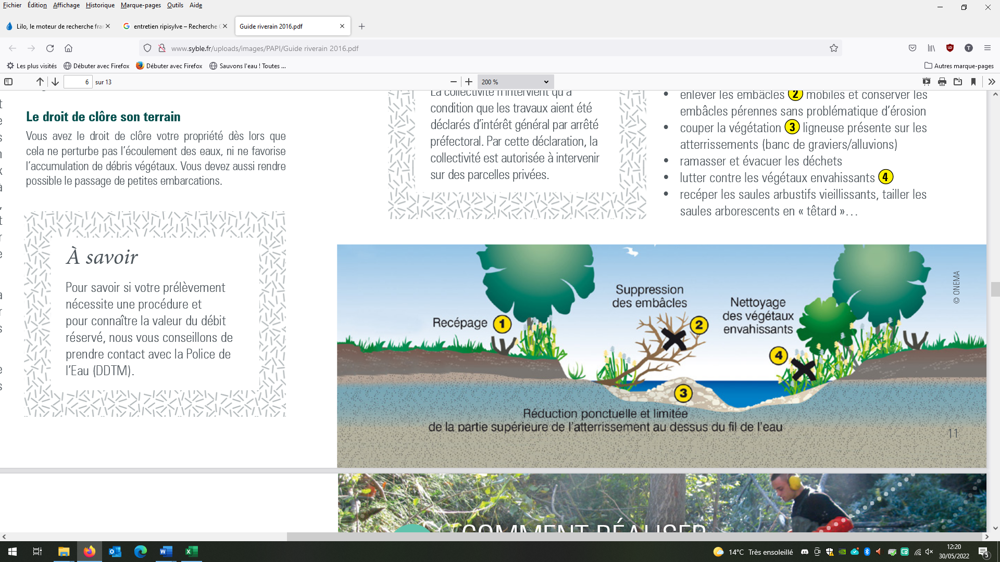 Fichier Édition Affichage Historique Marque-pages Outils Aide
Lilo, le moteur de recherche fra
entretien ripisylve – Recherche G
Guide riverain 2016.pdf
www.syble.fr/uploads/images/PAPI/Guide riverain 2016.pdf
Les plus visités
Débuter avec Firefox
Débuter avec Firefox
Sauvons l'eau ! Toutes ...
Autres marque-pages
6 sur 13
200 %
Le droit de clôre son terrain
Vous avez le droit de clôre votre propriété dès lors que
cela ne perturbe pas l'écoulement des eaux, ni ne favorise
l'accumulation de débris végétaux. Vous devez aussi rendre
possible le passage de petites embarcations.
À savoir
Pour savoir si votre prélèvement
nécessite une procédure et
pour connaître la valeur du débit
réservé, nous vous conseillons de
prendre contact avec la Police de
l'Eau (DDTM).
La collectivité n'intervient qu'à
condition que les travaux aient été
déclarés d'intérêt général par arrêté
préfectoral. Par cette déclaration, la
collectivité est autorisée à intervenir
sur des parcelles privées.
• enlever les embâcles 2 mobiles et conserver les
embâcles pérennes sans problématique d'érosion
• couper la végétation 3 ligneuse présente sur les
atterrissements (banc de graviers/alluvions)
• ramasser et évacuer les déchets
• lutter contre les végétaux envahissants 4
• recéper les saules arbustifs vieillissants, tailler les
saules arborescents en « têtard »…
© ONEMA
Suppression
des embâcles
2
Nettoyage
des végétaux
envahissants
4
Recépage 1
3
Réduction ponctuelle et limitée
de la partie supérieure de l'atterrissement au dessus du fil de l'eau
11
COMMENT RÉALISER
14°C Très ensoleillé
12:20
30/05/2022
5